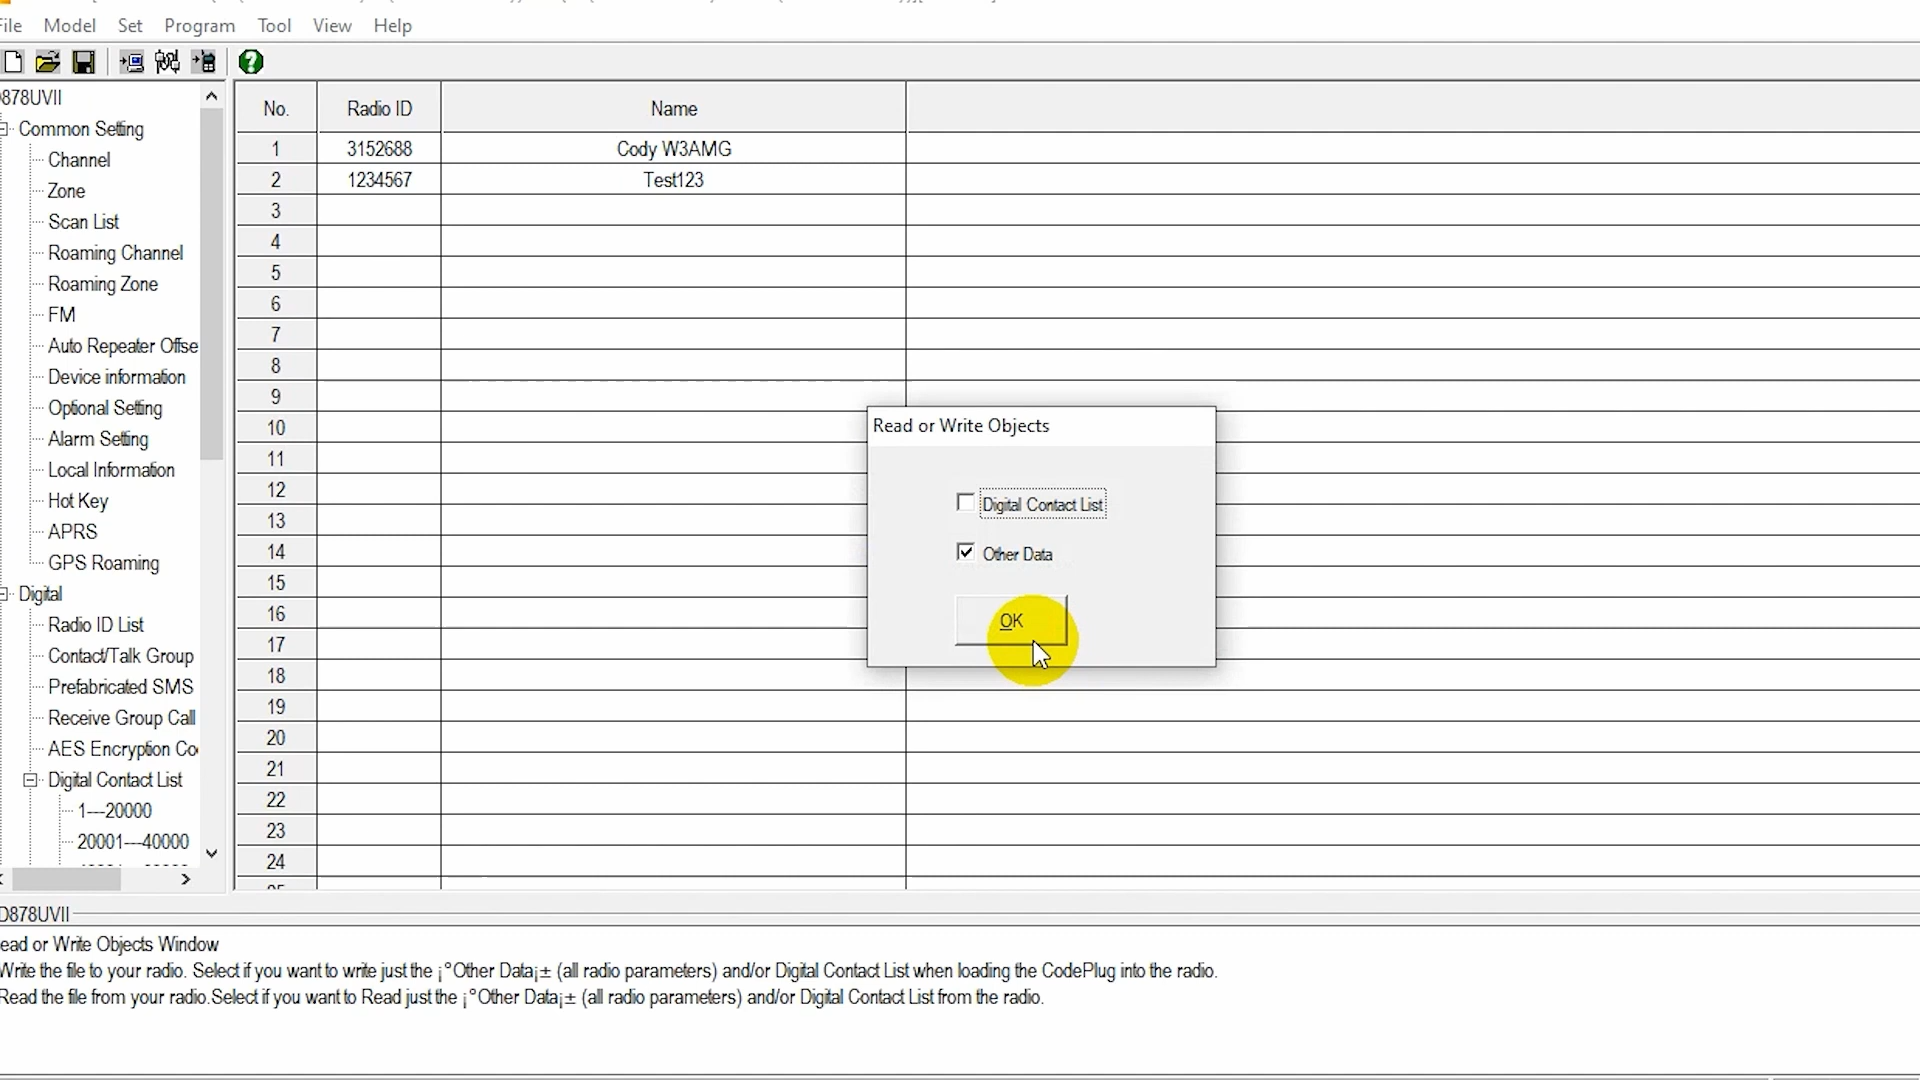 File Model Set Program Tool View Help
D878UVII
Common Setting
Channel
Zone
Scan List
Roaming Channel
Roaming Zone
FM
Auto Repeater Offse
Device information
Optional Setting
Alarm Setting
Local Information
Hot Key
APRS
GPS Roaming
Digital
Radio ID List
Contact/Talk Group
Prefabricated SMS
Receive Group Call
AES Encryption Co
Digital Contact List
1---20000
20001---40000
No. Radio ID Name
1 3152688 Cody W3AMG
2 1234567 Test123
3
4
5
6
7
8
9
10
11
12
13
14
15
16
17
18
19
20
21
22
23
24
25
Read or Write Objects
Digital Contact List
Other Data
OK
D878UVII
ead or Write Objects Window
Write the file to your radio. Select if you want to write just the ¡°Other Data¡± (all radio parameters) and/or Digital Contact List when loading the CodePlug into the radio.
Read the file from your radio.Select if you want to Read just the ¡°Other Data¡± (all radio parameters) and/or Digital Contact List from the radio.